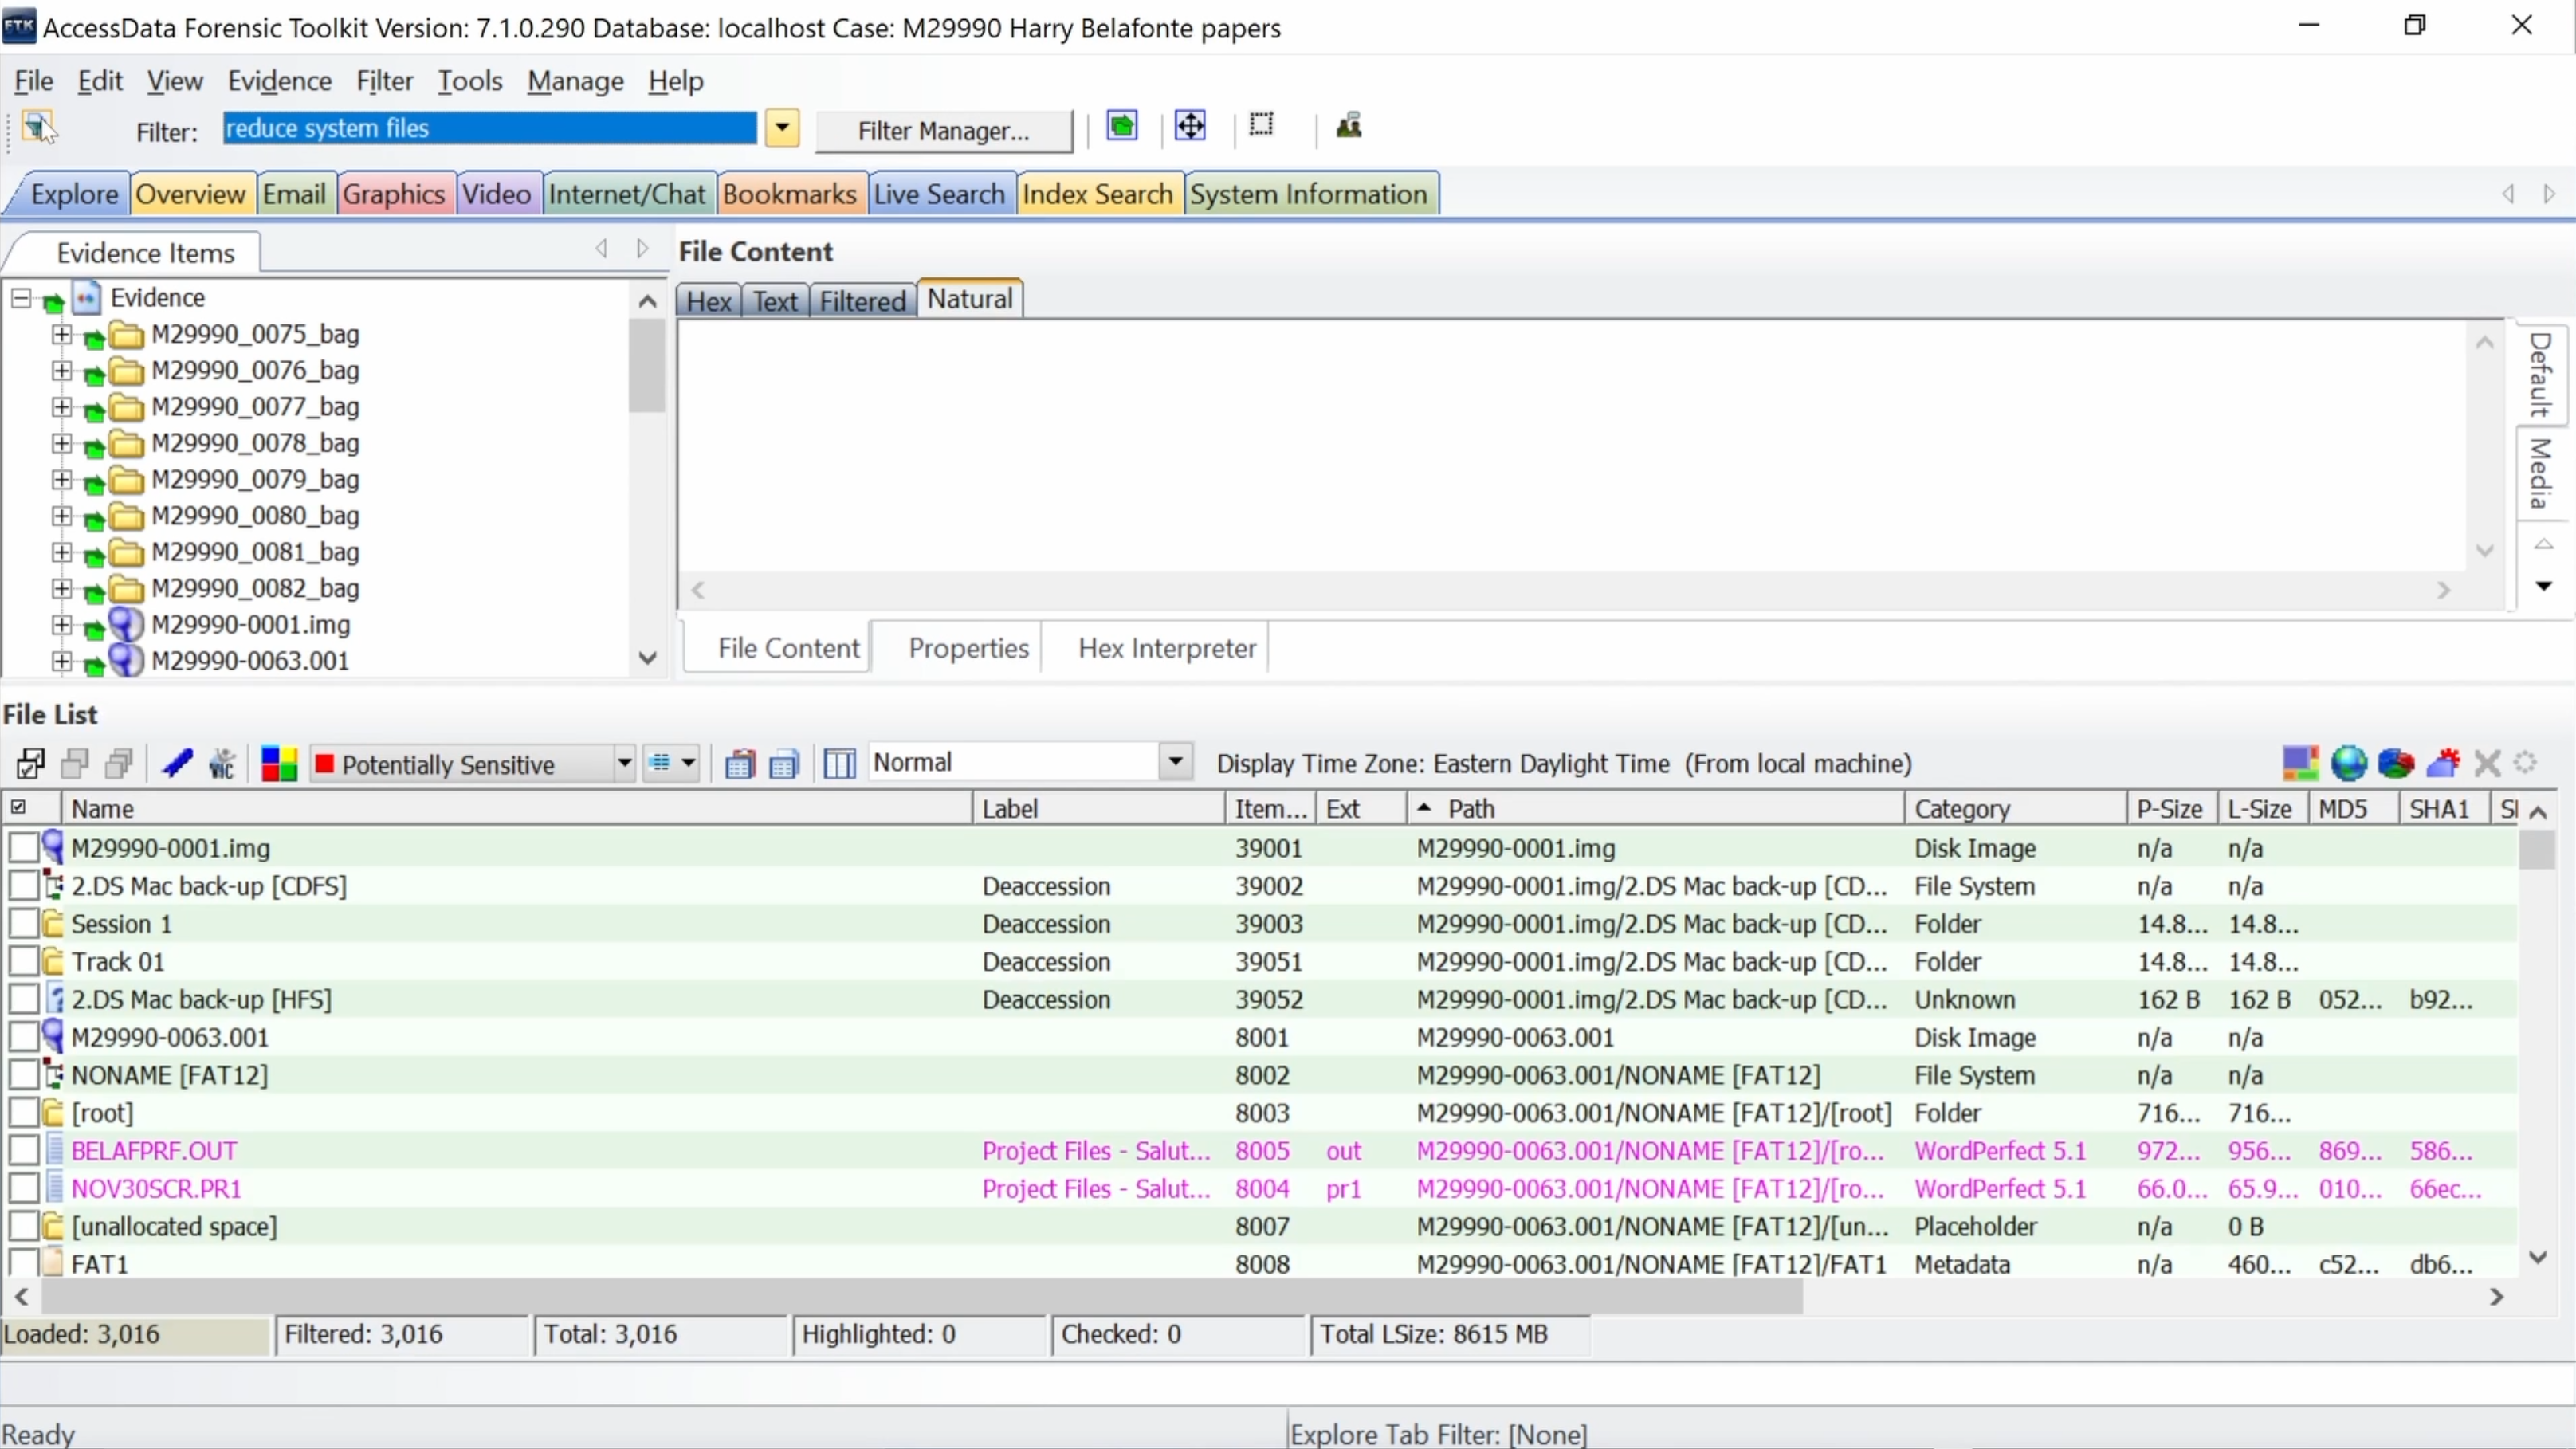 AccessData Forensic Toolkit Version: 7.1.0.290 Database: localhost Case: M29990 Harry Belafonte papers
File Edit View Evidence Filter Tools Manage Help
Filter: reduce system files Filter Manager...
Explore Overview Email Graphics Video Internet/Chat Bookmarks Live Search Index Search System Information
Evidence Items
Evidence
M29990_0075_bag
M29990_0076_bag
M29990_0077_bag
M29990_0078_bag
M29990_0079_bag
M29990_0080_bag
M29990_0081_bag
M29990_0082_bag
M29990-0001.img
M29990-0063.001
File Content
Hex Text Filtered Natural
Default
Media
File Content Properties Hex Interpreter
File List
Potentially Sensitive Normal Display Time Zone: Eastern Daylight Time (From local machine)
Name Label Item... Ext Path Category P-Size L-Size MD5 SHA1
M29990-0001.img 39001 M29990-0001.img Disk Image n/a n/a
2.DS Mac back-up [CDFS] Deaccession 39002 M29990-0001.img/2.DS Mac back-up [CD... File System n/a n/a
Session 1 Deaccession 39003 M29990-0001.img/2.DS Mac back-up [CD... Folder 14.8... 14.8...
Track 01 Deaccession 39051 M29990-0001.img/2.DS Mac back-up [CD... Folder 14.8... 14.8...
2.DS Mac back-up [HFS] Deaccession 39052 M29990-0001.img/2.DS Mac back-up [CD... Unknown 162 B 162 B 052... b92...
M29990-0063.001 8001 M29990-0063.001 Disk Image n/a n/a
NONAME [FAT12] 8002 M29990-0063.001/NONAME [FAT12] File System n/a n/a
[root] 8003 M29990-0063.001/NONAME [FAT12]/[root] Folder 716... 716...
BELAFPRF.OUT Project Files - Salut... 8005 out M29990-0063.001/NONAME [FAT12]/[ro... WordPerfect 5.1 972... 956... 869... 586...
NOV30SCR.PR1 Project Files - Salut... 8004 pr1 M29990-0063.001/NONAME [FAT12]/[ro... WordPerfect 5.1 66.0... 65.9... 010... 66ec...
[unallocated space] 8007 M29990-0063.001/NONAME [FAT12]/[un... Placeholder n/a 0 B
FAT1 8008 M29990-0063.001/NONAME [FAT12]/FAT1 Metadata n/a 460... c52... db6...
Loaded: 3,016 Filtered: 3,016 Total: 3,016 Highlighted: 0 Checked: 0 Total LSize: 8615 MB
Ready Explore Tab Filter: [None]